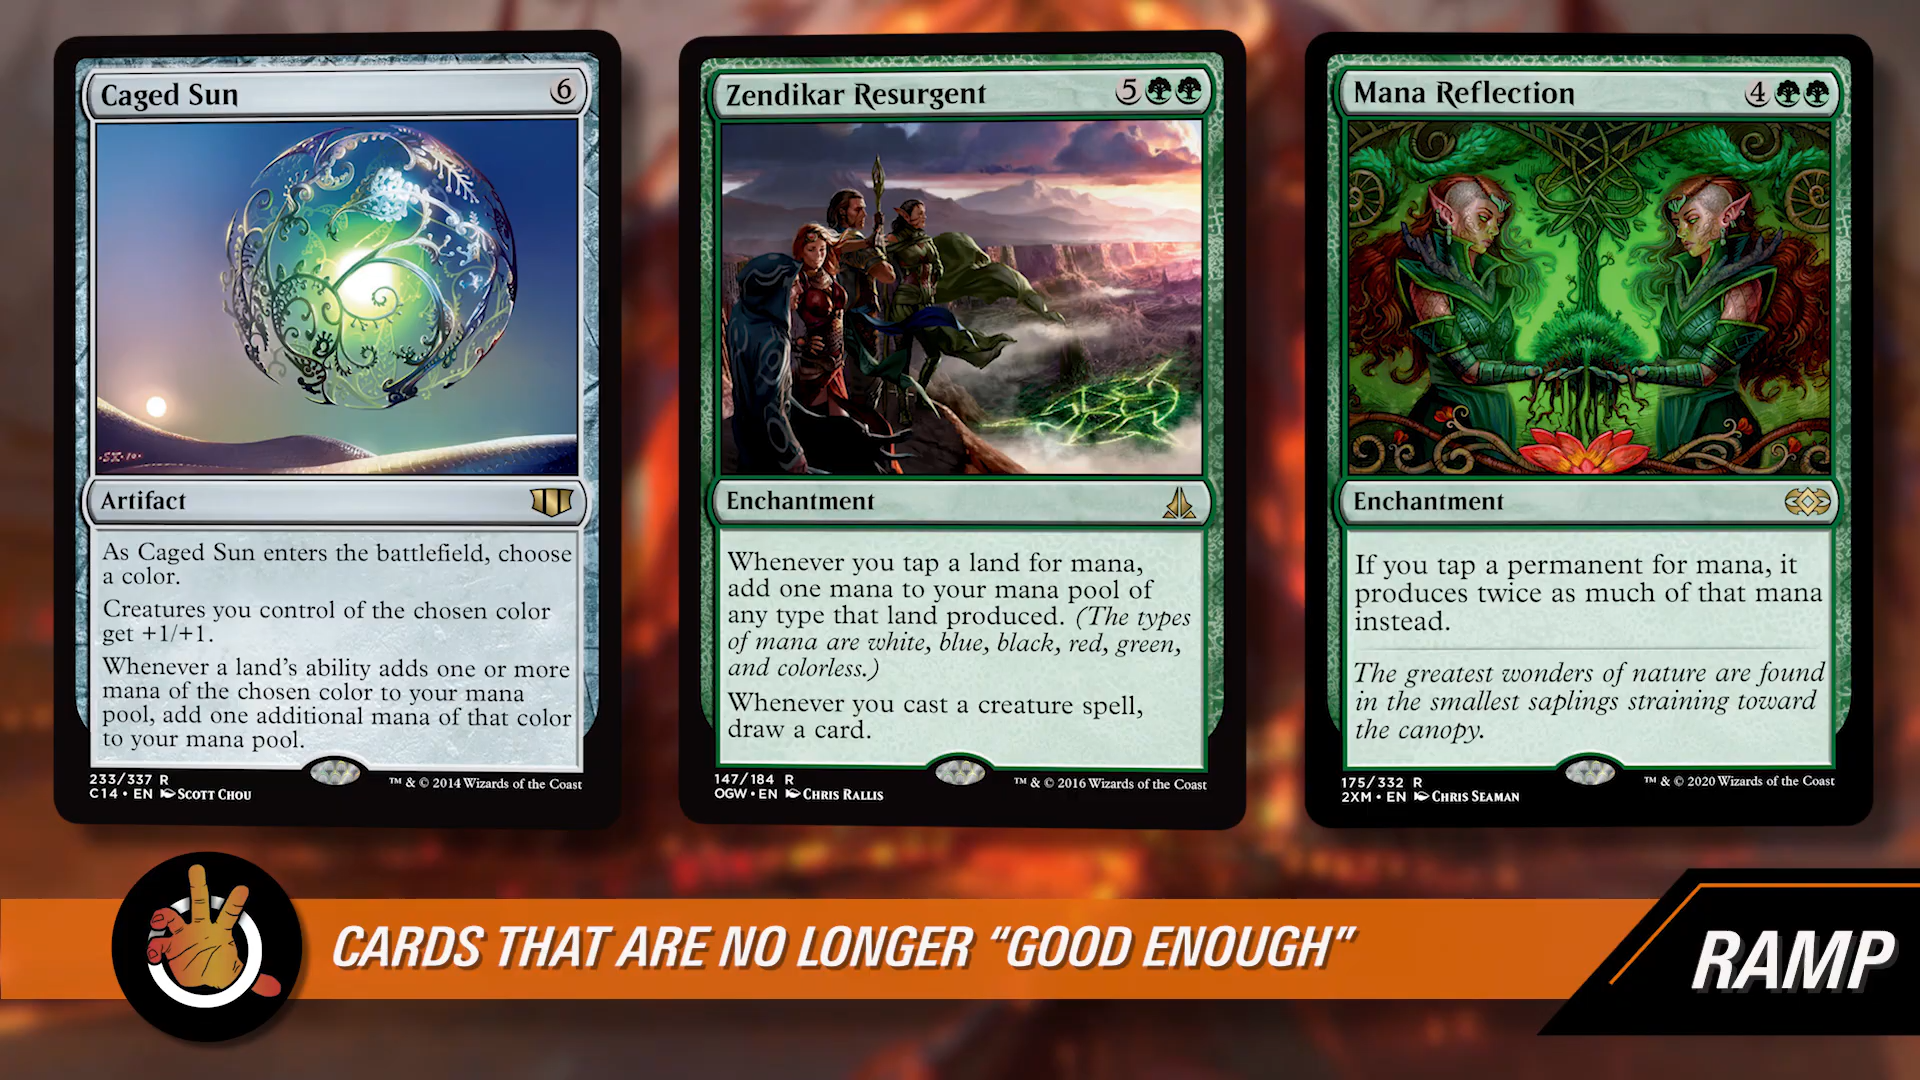 Caged Sun 6
Artifact
As Caged Sun enters the battlefield, choose
a color.
Creatures you control of the chosen color
get +1/+1.
Whenever a land's ability adds one or more
mana of the chosen color to your mana
pool, add one additional mana of that color
to your mana pool.
233/337 R
C14 • EN Scott Chou
™ & © 2014 Wizards of the Coast
Zendikar Resurgent 5
Enchantment
Whenever you tap a land for mana,
add one mana to your mana pool of
any type that land produced. (The types
of mana are white, blue, black, red, green,
and colorless.)
Whenever you cast a creature spell,
draw a card.
147/184 R
OGW • EN Chris Rallis
™ & © 2016 Wizards of the Coast
Mana Reflection 4
Enchantment
If you tap a permanent for mana, it
produces twice as much of that mana
instead.
The greatest wonders of nature are found
in the smallest saplings straining toward
the canopy.
175/332 R
2XM • EN Chris Seaman
™ & © 2020 Wizards of the Coast
CARDS THAT ARE NO LONGER “GOOD ENOUGH”
RAMP